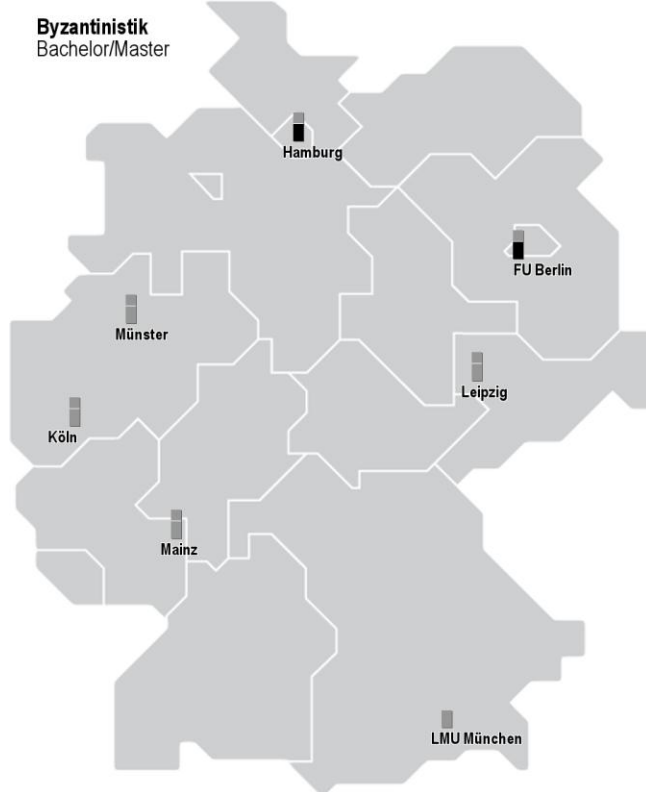 Byzantinistik
Bachelor/Master
Hamburg
FU Berlin
Münster
Leipzig
Köln
Mainz
LMU München